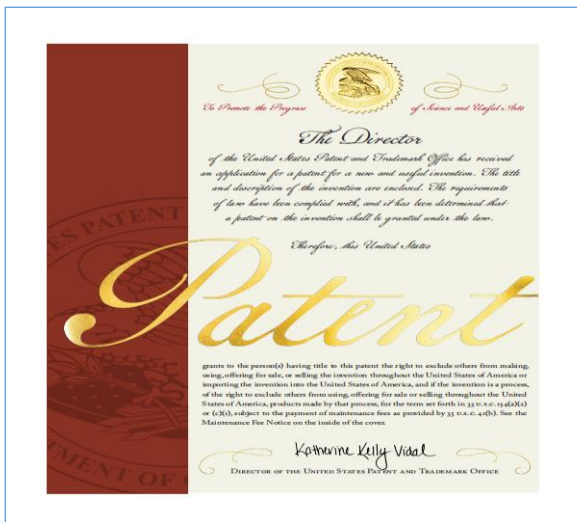 To Promote the Progress of Science and Useful Arts
The Director
of the United States Patent and Trademark Office has received
an application for a patent for a new and useful invention. The title
and description of the invention are enclosed. The requirements
of law have been complied with, and it has been determined that
a patent on the invention shall be granted under the law.
Therefore, this United States
Patent
grants to the person(s) having title to this patent the right to exclude others from making,
using, offering for sale, or selling the invention throughout the United States of America or
importing the invention into the United States of America, and if the invention is a process,
of the right to exclude others from using, offering for sale or selling throughout the United
States of America, products made by that process, for the term set forth in 35 U.S.C. 154(a)(2)
or (c)(1), subject to the payment of maintenance fees as provided by 35 U.S.C. 41(b). See the
Maintenance Fee Notice on the inside of the cover.
Katherine Kelly Vidal
DIRECTOR OF THE UNITED STATES PATENT AND TRADEMARK OFFICE
ES PATENT
MENT OF